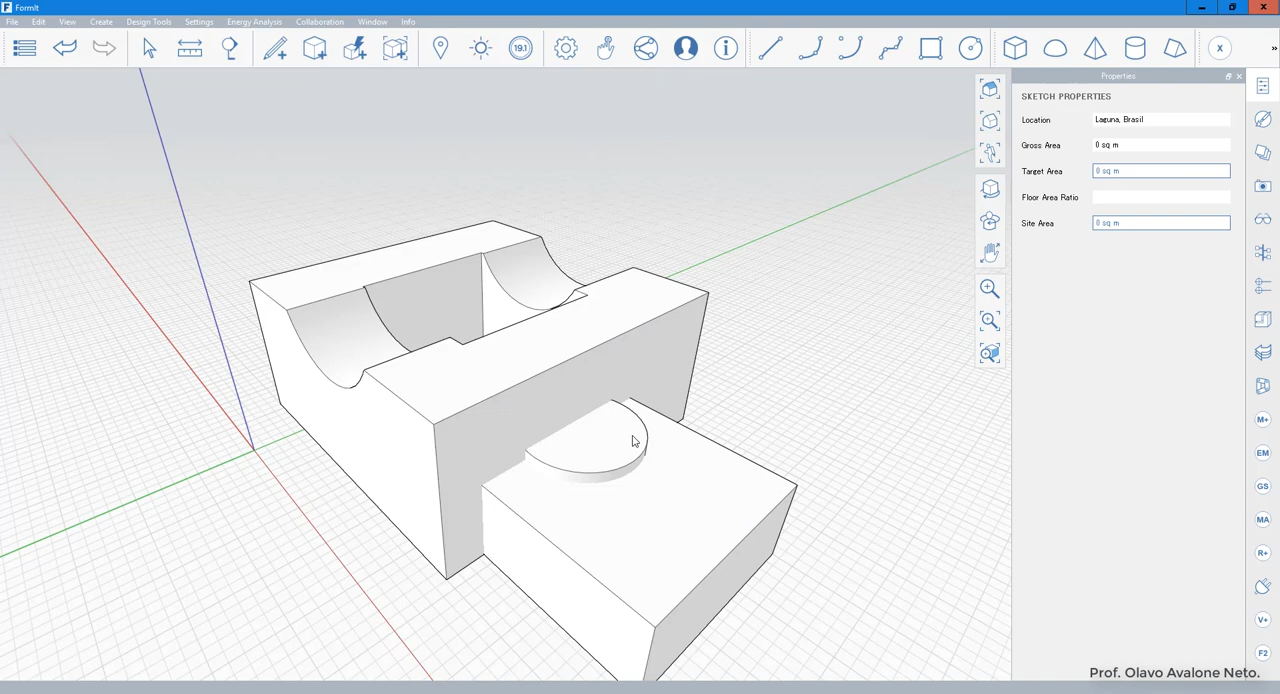 FormIt
File Edit View Create Design Tools Settings Energy Analysis Collaboration Window Info
19.1
X
»
Properties
SKETCH PROPERTIES
Location Laguna, Brasil
Gross Area 0 sq m
Target Area 0 sq m
Floor Area Ratio
Site Area 0 sq m
M+
EM
GS
MA
R+
V+
F2
Prof. Olavo Avalone Neto.